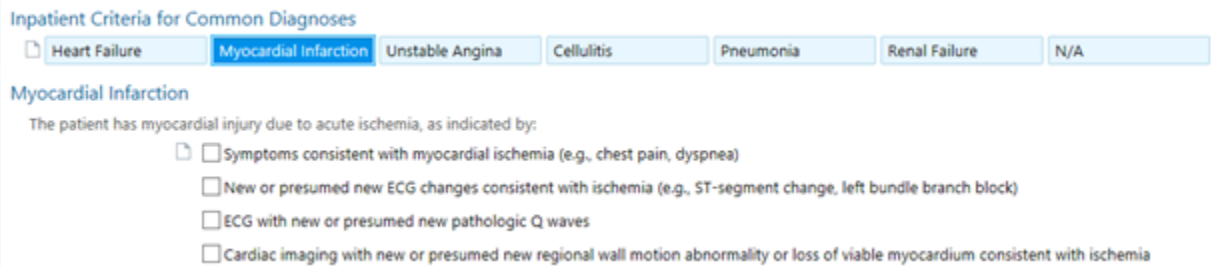 Inpatient Criteria for Common Diagnoses
Heart Failure Myocardial Infarction Unstable Angina Cellulitis Pneumonia Renal Failure N/A
Myocardial Infarction
The patient has myocardial injury due to acute ischemia, as indicated by:
Symptoms consistent with myocardial ischemia (e.g., chest pain, dyspnea)
New or presumed new ECG changes consistent with ischemia (e.g., ST-segment change, left bundle branch block)
ECG with new or presumed new pathologic Q waves
Cardiac imaging with new or presumed new regional wall motion abnormality or loss of viable myocardium consistent with ischemia